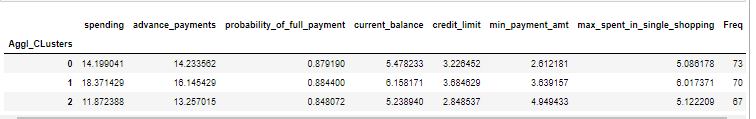 spending advance_payments probability_of_full_payment current_balance credit_limit min_payment_amt max_spent_in_single_shopping Freq
Aggl_CLusters
0 14.199041 14.233562 0.879190 5.478233 3.226452 2.612181 5.086178 73
1 18.371429 16.145429 0.884400 6.158171 3.684629 3.639157 6.017371 70
2 11.872388 13.257015 0.848072 5.238940 2.848537 4.949433 5.122209 67